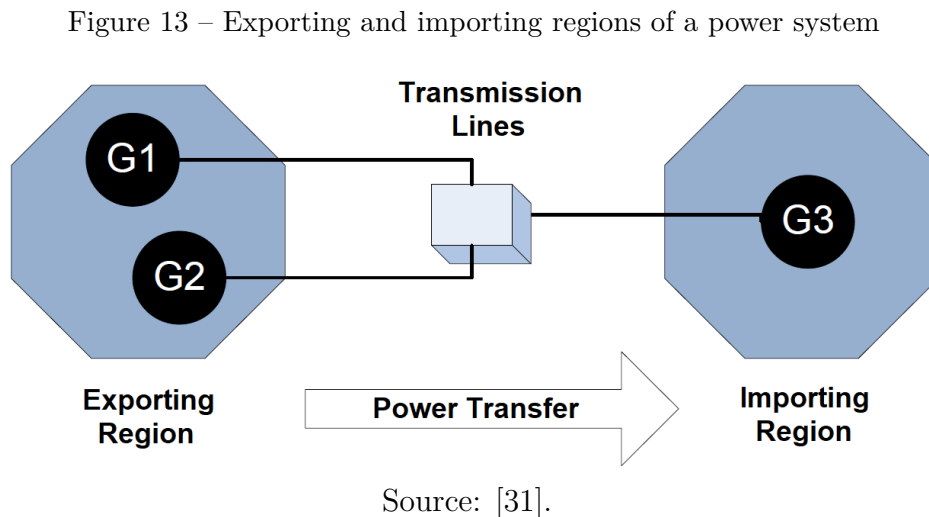 Figure 13 – Exporting and importing regions of a power system
Transmission
Lines
G1
G2
G3
Exporting
Region
Power Transfer
Importing
Region
Source: [31].